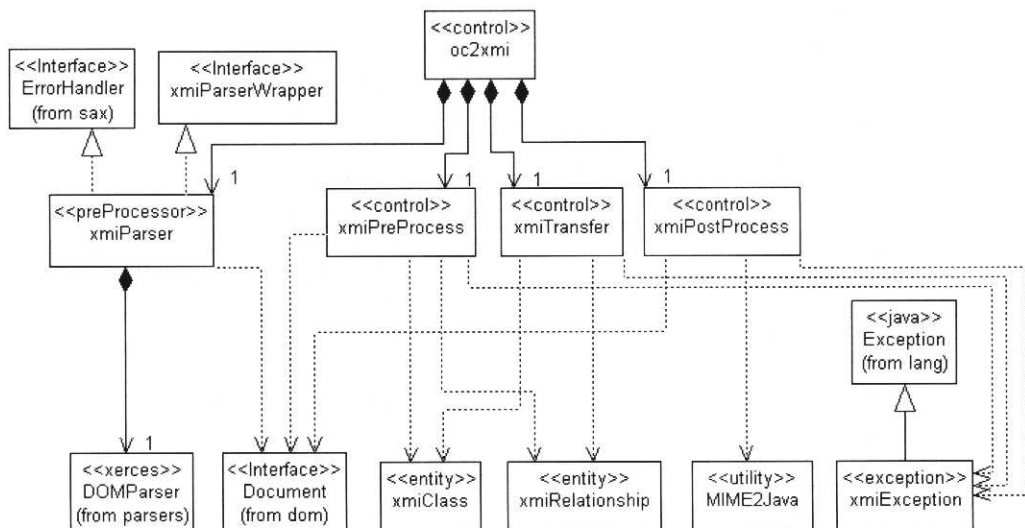 <<control>>
oc2xmi
<<Interface>>
ErrorHandler
(from sax)
<<Interface>>
xmiParserWrapper
1
1
1
1
<<preProcessor>>
xmiParser
<<control>>
xmiPreProcess
<<control>>
xmiTransfer
<<control>>
xmiPostProcess
<<java>>
Exception
(from lang)
1
<<xerces>>
DOMParser
(from parsers)
<<Interface>>
Document
(from dom)
<<entity>>
xmiClass
<<entity>>
xmiRelationship
<<utility>>
MIME2Java
<<exception>>
xmiException